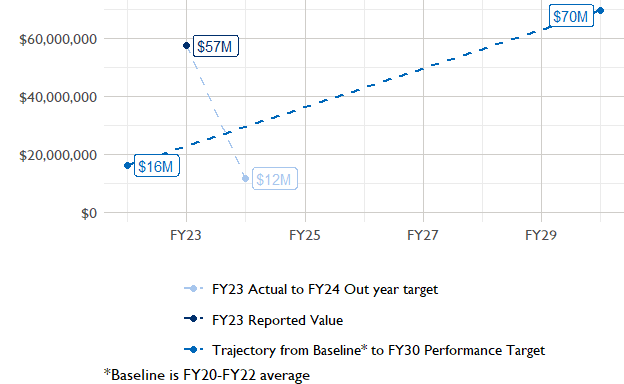 $70M
$60,000,000
$57M
$40,000,000
$20,000,000
$16M
$12M
$0
FY23 FY25 FY27 FY29
FY23 Actual to FY24 Out year target
FY23 Reported Value
Trajectory from Baseline* to FY30 Performance Target
*Baseline is FY20-FY22 average